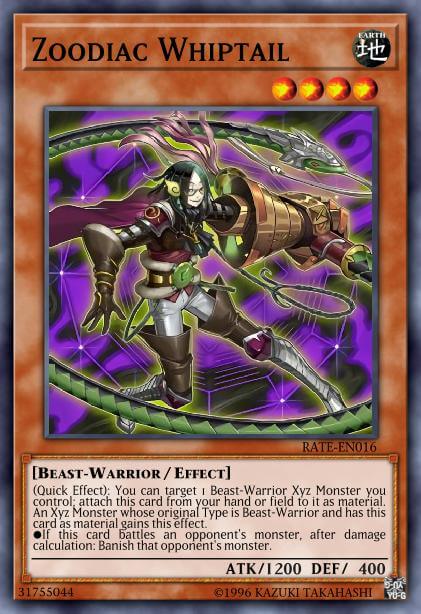 Zoodiac Whiptail
EARTH
地
RATE-EN016
[Beast-Warrior / Effect]
(Quick Effect): You can target 1 Beast-Warrior Xyz Monster you
control; attach this card from your hand or field to it as material.
An Xyz Monster whose original Type is Beast-Warrior and has this
card as material gains this effect.
●If this card battles an opponent's monster, after damage
calculation: Banish that opponent's monster.
ATK/1200 DEF/ 400
31755044
©1996 KAZUKI TAKAHASHI